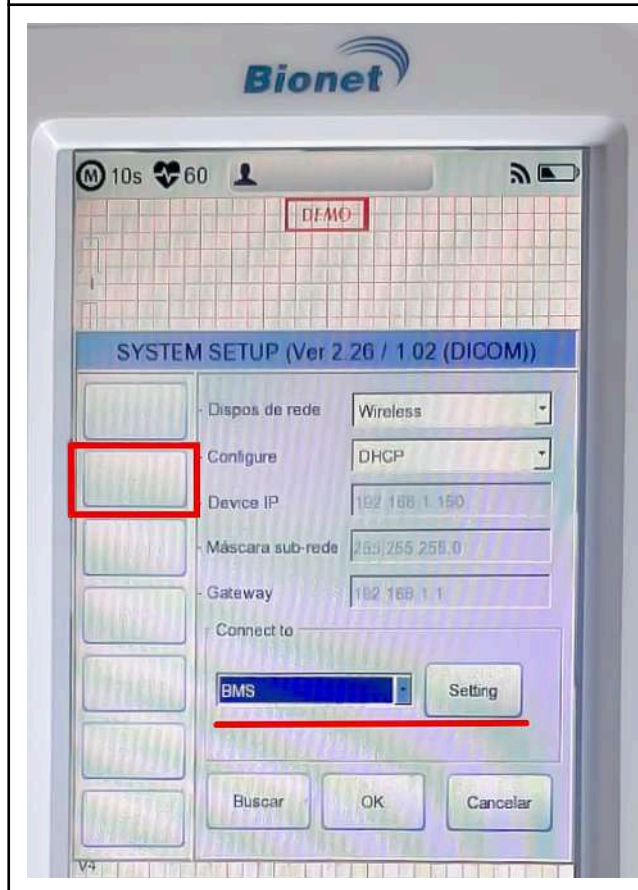 Bionet
M 10s 60
DEMO
SYSTEM SETUP (Ver 2.26 / 1.02 (DICOM))
- Dispos de rede Wireless
- Configure DHCP
- Device IP 192.168.1.150
- Máscara sub-rede 255.255.255.0
- Gateway 192.168.1.1
Connect to
BMS Setting
Buscar OK Cancelar
V4